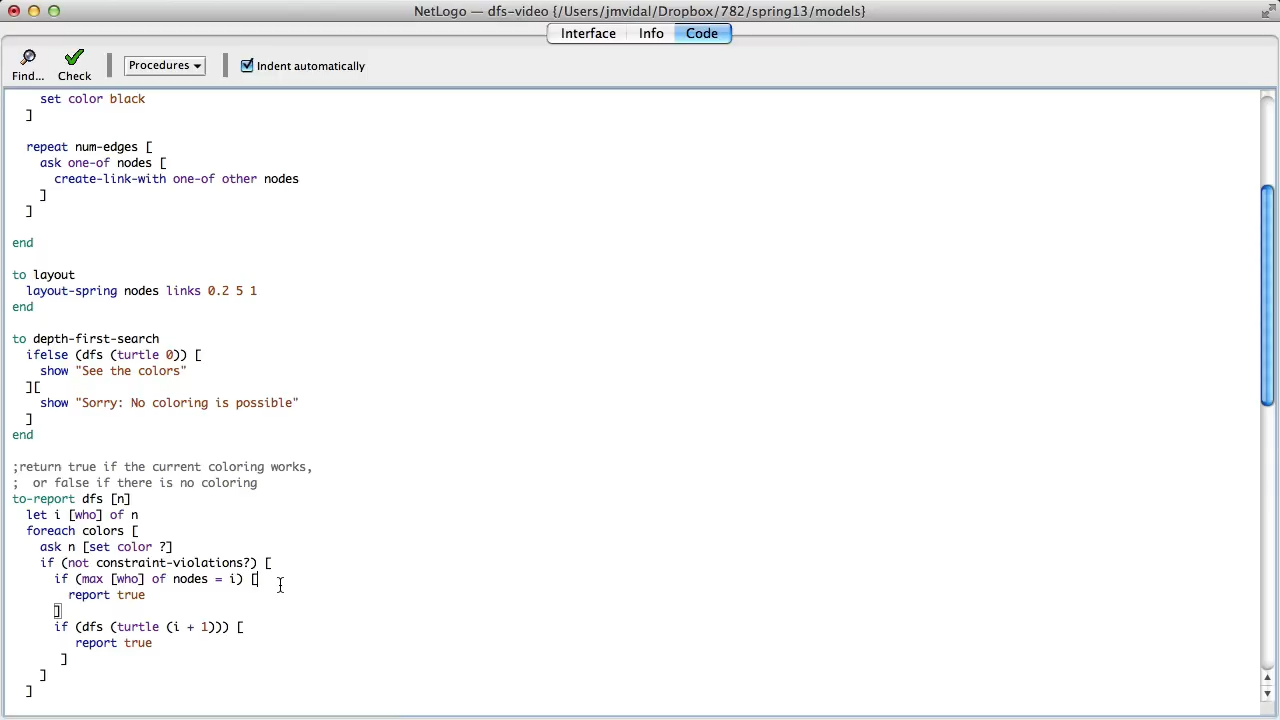 NetLogo — dfs-video {/Users/jmvidal/Dropbox/782/spring13/models}
Interface Info Code
Find... Check Procedures Indent automatically
set color black
]
repeat num-edges [
ask one-of nodes [
create-link-with one-of other nodes
]
]
end
to layout
layout-spring nodes links 0.2 5 1
end
to depth-first-search
ifelse (dfs (turtle 0)) [
show "See the colors"
][
show "Sorry: No coloring is possible"
]
end
;return true if the current coloring works,
;  or false if there is no coloring
to-report dfs [n]
let i [who] of n
foreach colors [
ask n [set color ?]
if (not constraint-violations?) [
if (max [who] of nodes = i) [
report true
]
if (dfs (turtle (i + 1))) [
report true
]
]
]